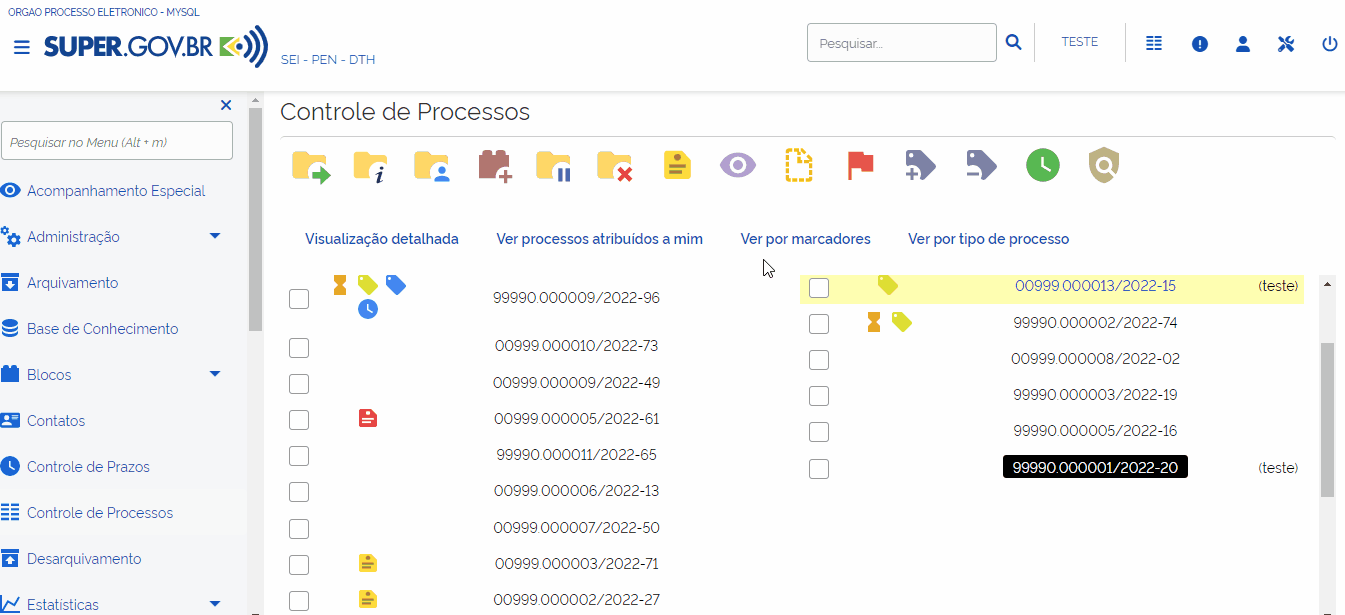 ORGAO PROCESSO ELETRONICO - MYSQL
SUPER.GOV.BR
SEI - PEN - DTH
Pesquisar...
TESTE
Pesquisar no Menu (Alt + m)
Acompanhamento Especial
Administração
Arquivamento
Base de Conhecimento
Blocos
Contatos
Controle de Prazos
Controle de Processos
Desarquivamento
Estatísticas
Controle de Processos
Visualização detalhada Ver processos atribuídos a mim Ver por marcadores Ver por tipo de processo
99990.000009/2022-96
00999.000010/2022-73
00999.000009/2022-49
00999.000005/2022-61
99990.000011/2022-65
00999.000006/2022-13
00999.000007/2022-50
00999.000003/2022-71
00999.000002/2022-27
00999.000013/2022-15 (teste)
99990.000002/2022-74
00999.000008/2022-02
99990.000003/2022-19
99990.000005/2022-16
99990.000001/2022-20 (teste)